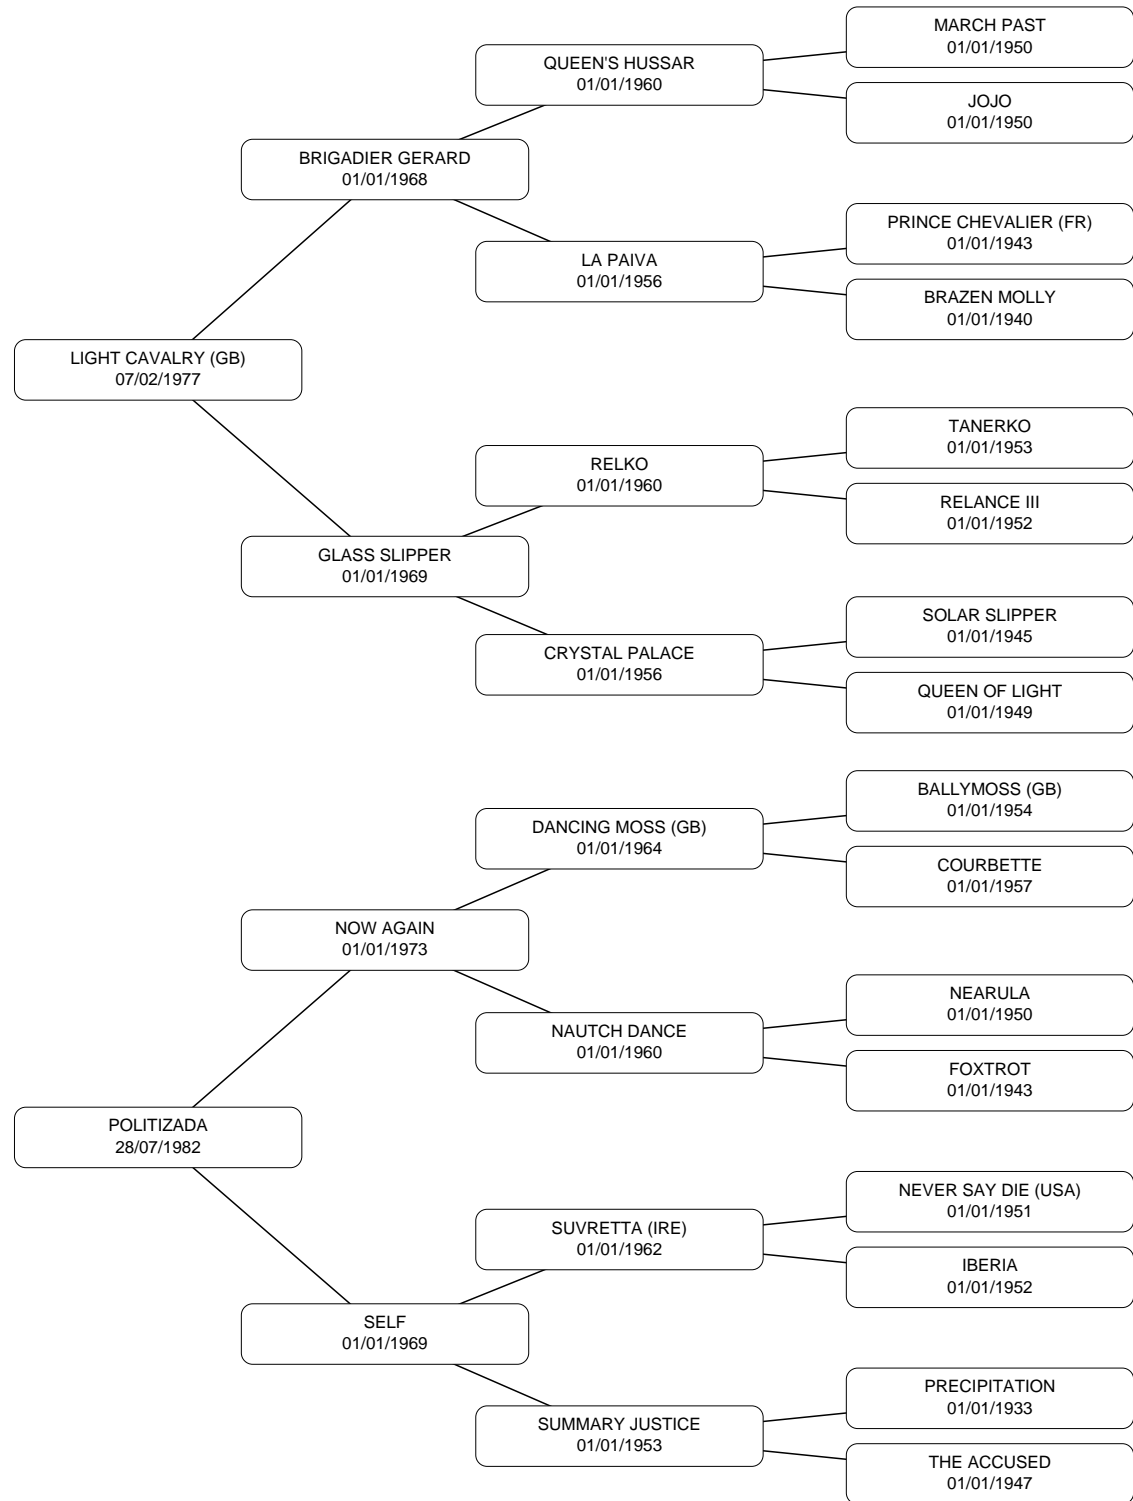 MARCH PAST
01/01/1950
QUEEN'S HUSSAR
01/01/1960
JOJO
01/01/1950
BRIGADIER GERARD
01/01/1968
PRINCE CHEVALIER (FR)
01/01/1943
LA PAIVA
01/01/1956
BRAZEN MOLLY
01/01/1940
LIGHT CAVALRY (GB)
07/02/1977
TANERKO
01/01/1953
RELKO
01/01/1960
RELANCE III
01/01/1952
GLASS SLIPPER
01/01/1969
SOLAR SLIPPER
01/01/1945
CRYSTAL PALACE
01/01/1956
QUEEN OF LIGHT
01/01/1949
BALLYMOSS (GB)
01/01/1954
DANCING MOSS (GB)
01/01/1964
COURBETTE
01/01/1957
NOW AGAIN
01/01/1973
NEARULA
01/01/1950
NAUTCH DANCE
01/01/1960
FOXTROT
01/01/1943
POLITIZADA
28/07/1982
NEVER SAY DIE (USA)
01/01/1951
SUVRETTA (IRE)
01/01/1962
IBERIA
01/01/1952
SELF
01/01/1969
PRECIPITATION
01/01/1933
SUMMARY JUSTICE
01/01/1953
THE ACCUSED
01/01/1947